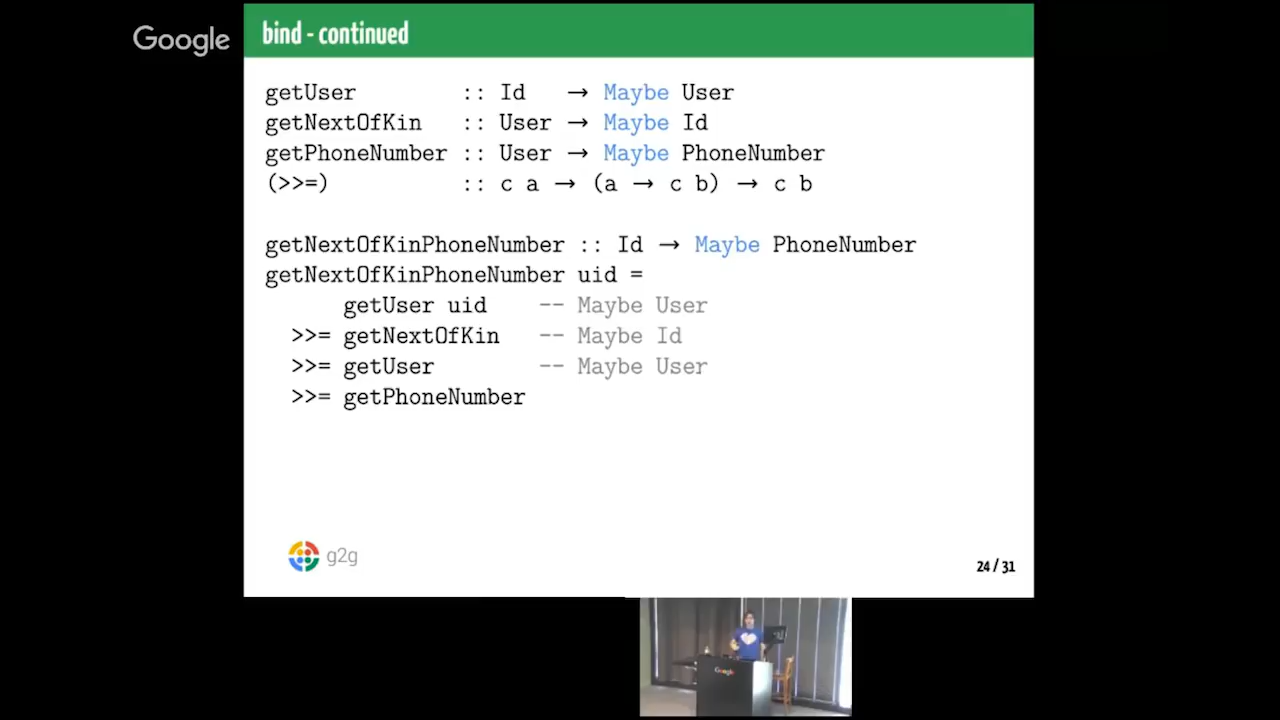 Google
bind - continued
getUser :: Id → Maybe User
getNextOfKin :: User → Maybe Id
getPhoneNumber :: User → Maybe PhoneNumber
(>>=) :: c a → (a → c b) → c b
getNextOfKinPhoneNumber :: Id → Maybe PhoneNumber
getNextOfKinPhoneNumber uid =
getUser uid -- Maybe User
>>= getNextOfKin -- Maybe Id
>>= getUser -- Maybe User
>>= getPhoneNumber
g2g
24 / 31
Google